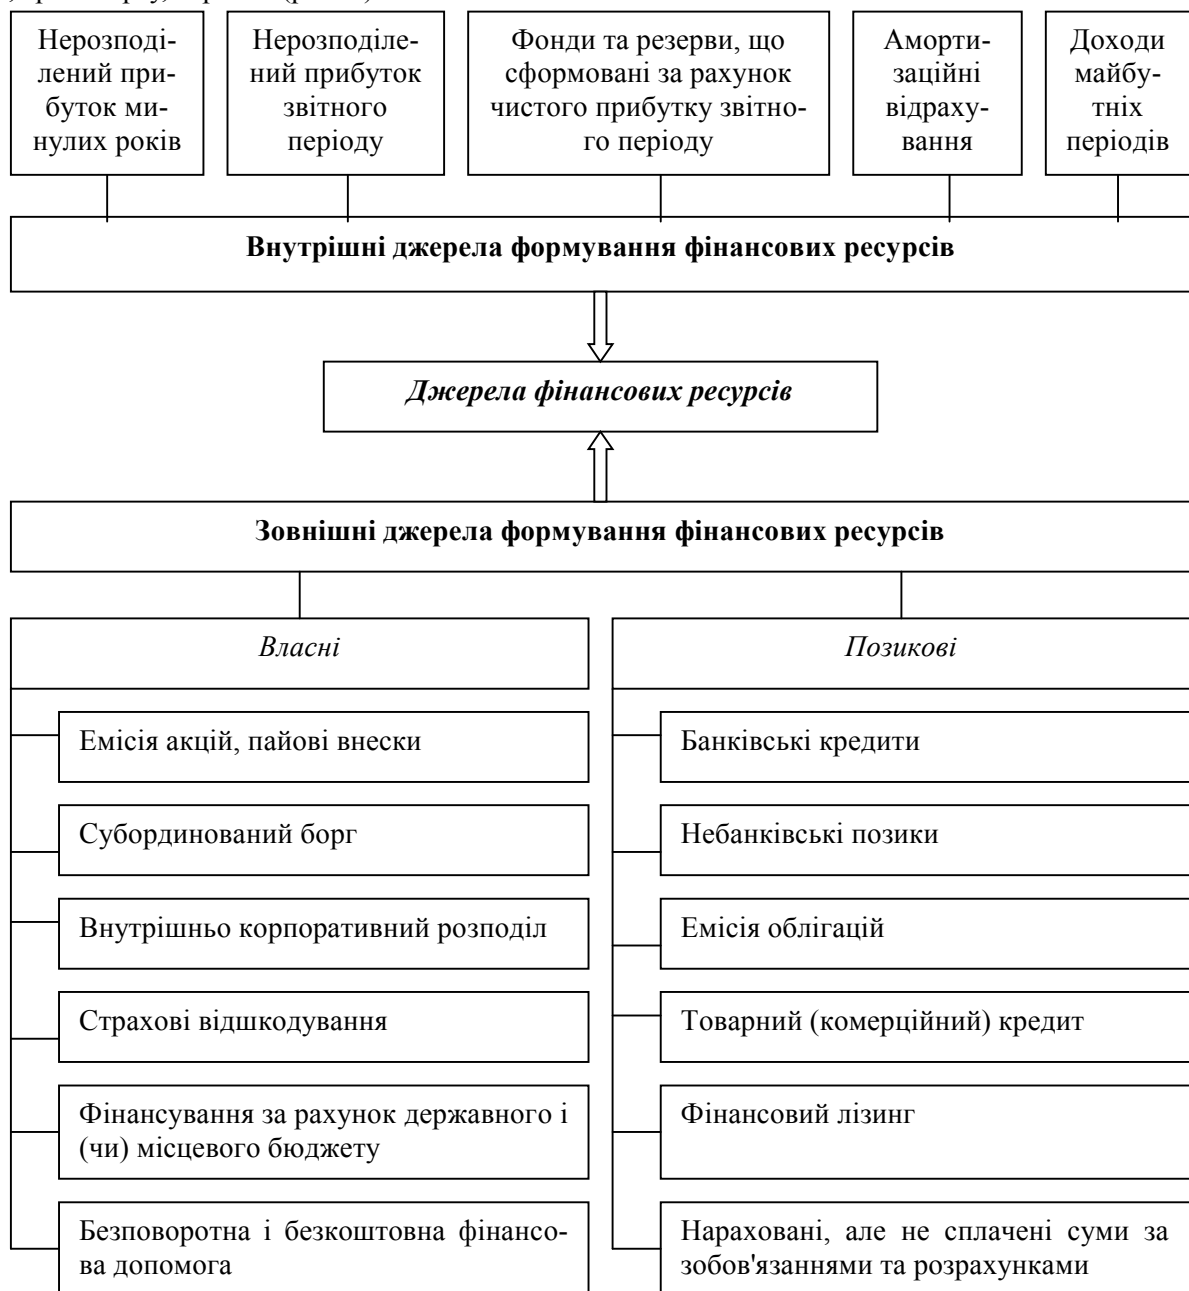 Нерозподі-
лений при-
буток ми-
нулих років
Нерозподіле-
ний прибуток
звітного
періоду
Фонди та резерви, що
сформовані за рахунок
чистого прибутку звітно-
го періоду
Аморти-
заційні
відраху-
вання
Доходи
майбу-
тніх
періодів
Внутрішні джерела формування фінансових ресурсів
Джерела фінансових ресурсів
Зовнішні джерела формування фінансових ресурсів
Власні
Позикові
Емісія акцій, пайові внески
Субординований борг
Внутрішньо корпоративний розподіл
Страхові відшкодування
Фінансування за рахунок державного і
(чи) місцевого бюджету
Безповоротна і безкоштовна фінансо-
ва допомога
Банківські кредити
Небанківські позики
Емісія облігацій
Товарний (комерційний) кредит
Фінансовий лізинг
Нараховані, але не сплачені суми за
зобов'язаннями та розрахунками